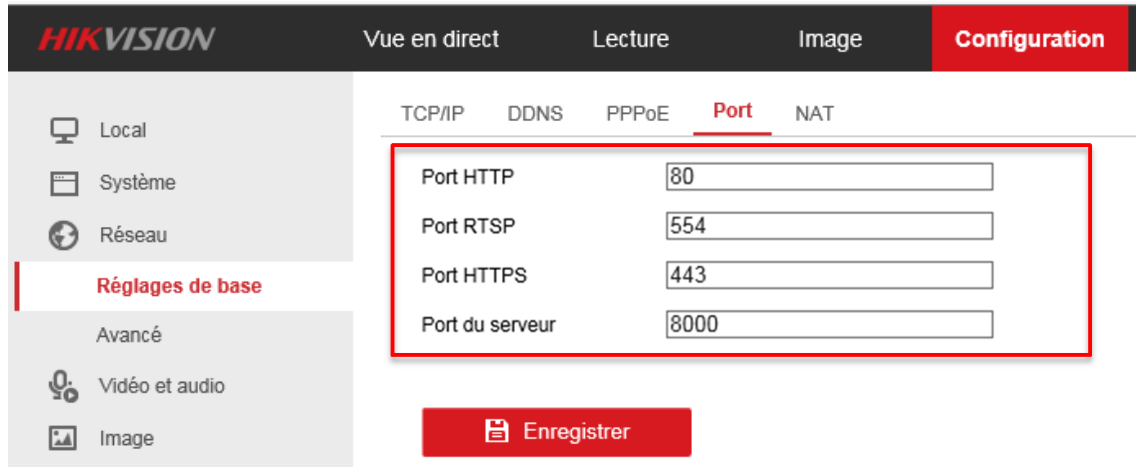 HIKVISION Vue en direct Lecture Image Configuration
TCP/IP DDNS PPPoE Port NAT
Local
Système
Réseau
Réglages de base
Avancé
Vidéo et audio
Image
Port HTTP 80
Port RTSP 554
Port HTTPS 443
Port du serveur 8000
Enregistrer